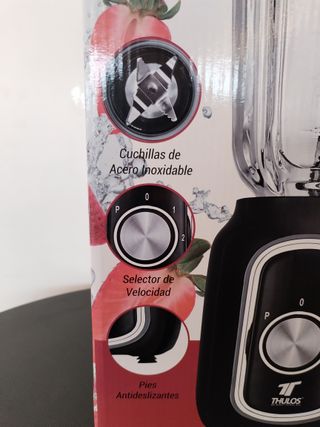 Cuchillas de
Acero Inoxidable
P 0 1 2
Selector de
Velocidad
Pies
Antideslizantes
P 0
THULOS